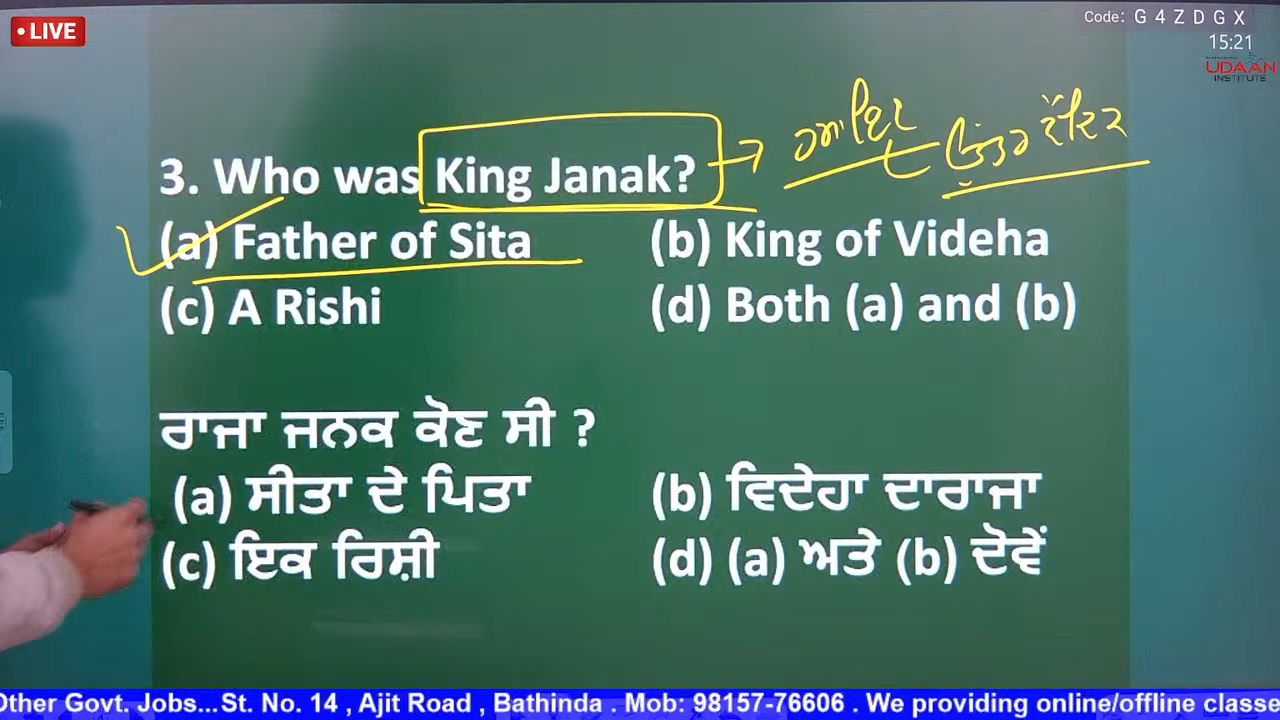 • LIVE
Code: G 4 Z D G X
15:21
UDAAN
INSTITUTE
3. Who was King Janak?
(a) Father of Sita (b) King of Videha
(c) A Rishi (d) Both (a) and (b)
ਰਾਜਾ ਜਨਕ ਕੋਣ ਸੀ ?
(a) ਸੀਤਾ ਦੇ ਪਿਤਾ (b) ਵਿਦੇਹਾ ਦਾਰਾਜਾ
(c) ਇਕ ਰਿਸ਼ੀ (d) (a) ਅਤੇ (b) ਦੋਵੇਂ
Other Govt. Jobs...St. No. 14 , Ajit Road , Bathinda . Mob: 98157-76606 . We providing online/offline classe